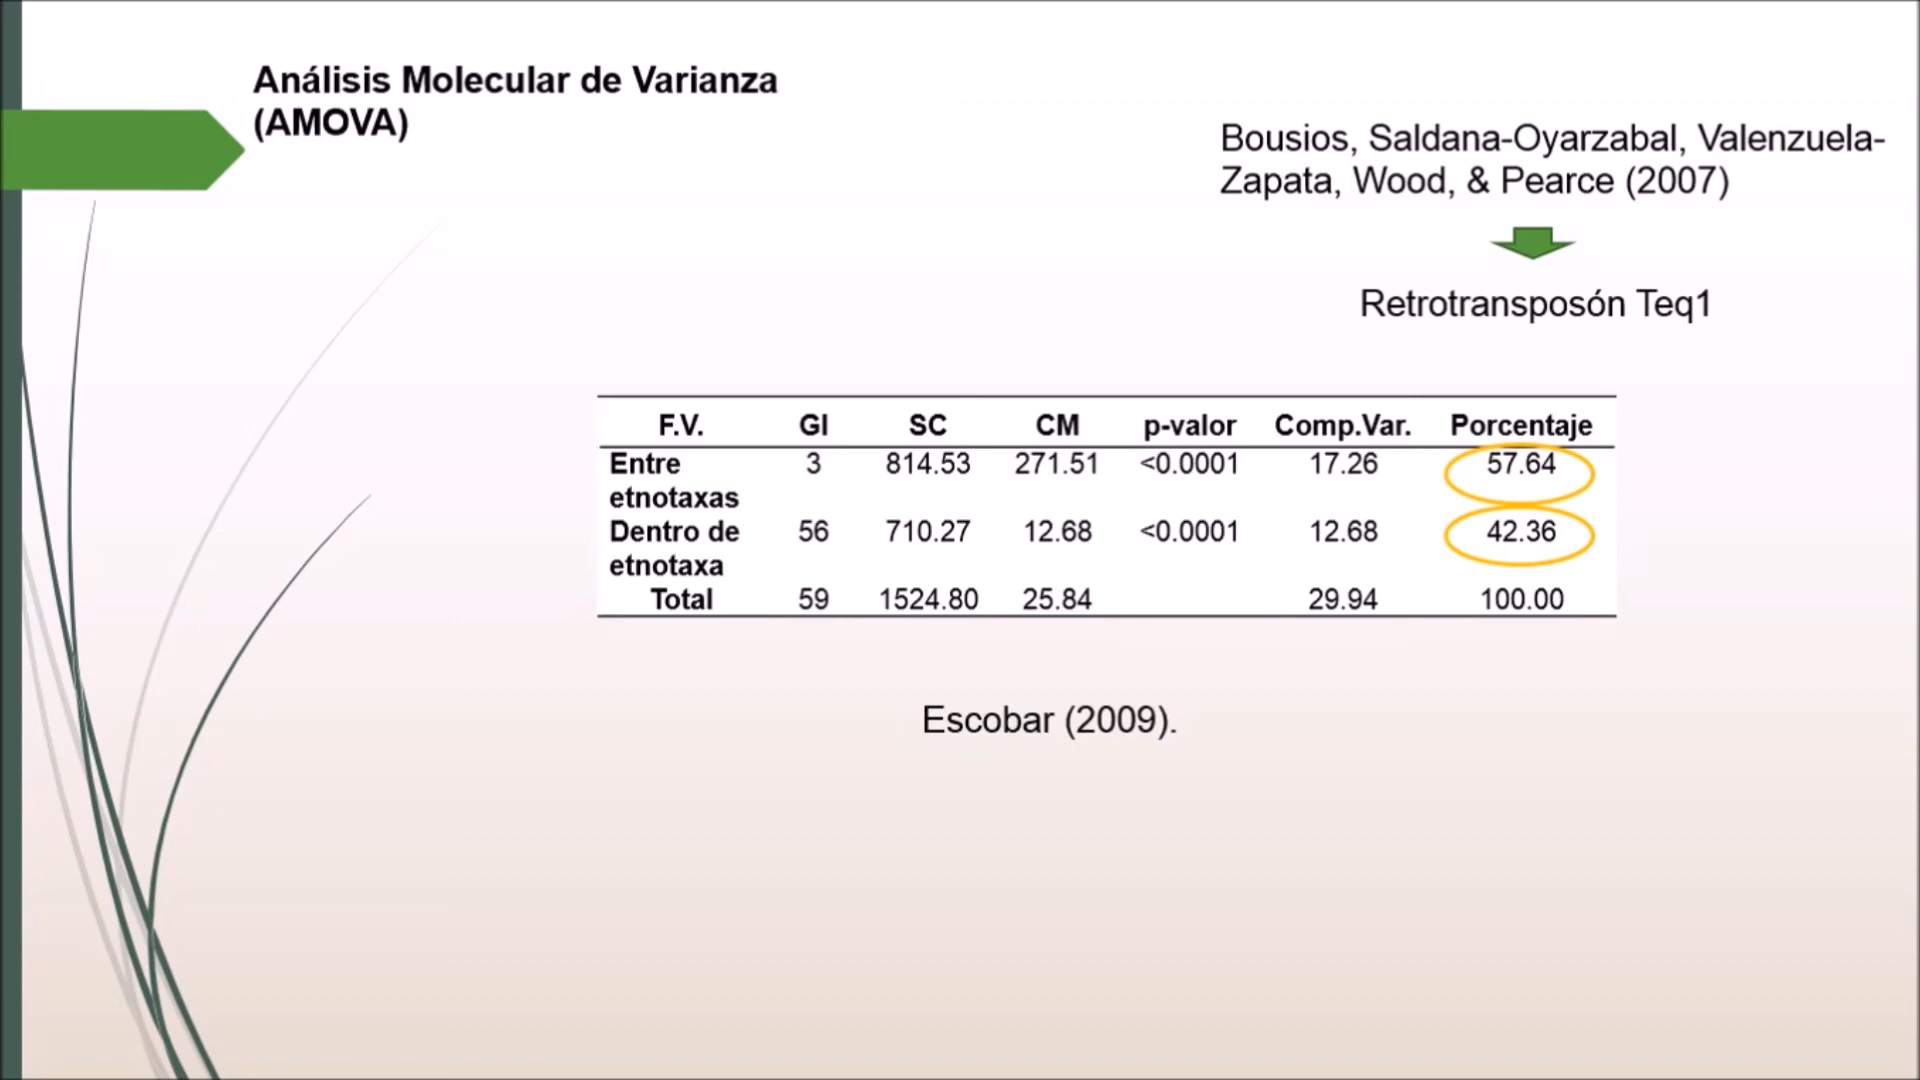 Análisis Molecular de Varianza
(AMOVA)
Bousios, Saldana-Oyarzabal, Valenzuela-
Zapata, Wood, & Pearce (2007)
Retrotransposón Teq1
F.V. Gl SC CM p-valor Comp.Var. Porcentaje
Entre 3 814.53 271.51 <0.0001 17.26 57.64
etnotaxas
Dentro de 56 710.27 12.68 <0.0001 12.68 42.36
etnotaxa
Total 59 1524.80 25.84 29.94 100.00
Escobar (2009).